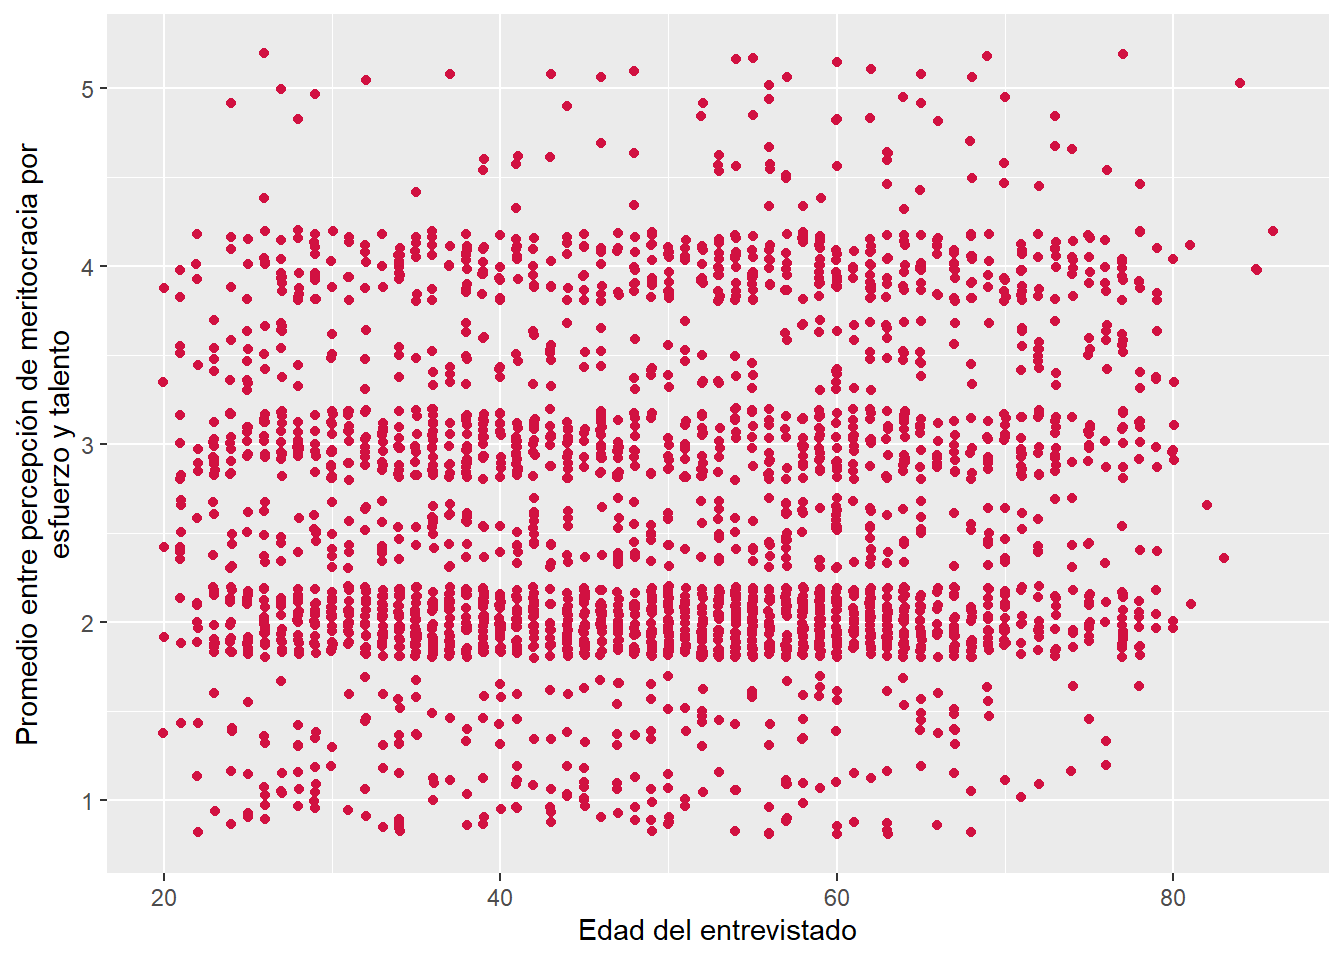 Promedio entre percepción de meritocracia por
esfuerzo y talento
5
4
3
2
1
20 40 60 80
Edad del entrevistado